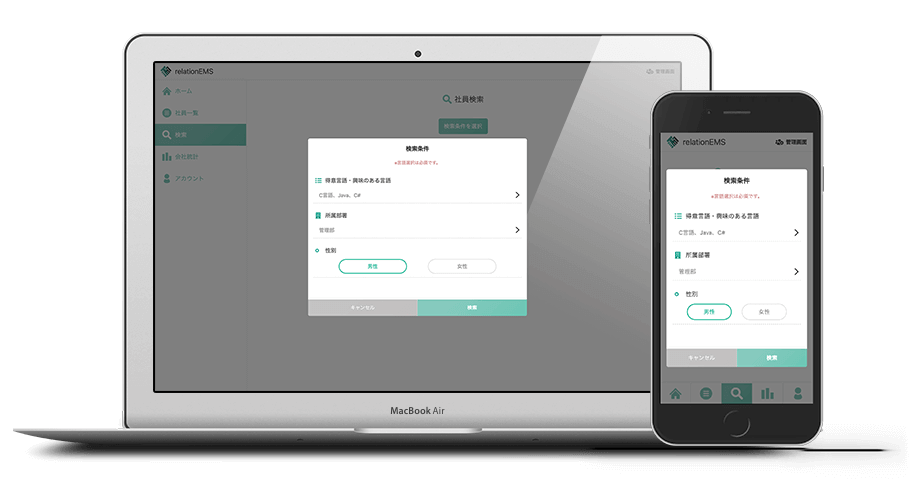 relationEMS
管理画面
ホーム
社員一覧
検索
会社統計
アカウント
社員検索
検索条件を選択
検索条件
※言語選択は必須です。
得意言語・興味のある言語
C言語、Java、C#
所属部署
管理部
性別
男性
女性
キャンセル
検索
MacBook Air
relationEMS
管理画面
検索条件
※言語選択は必須です。
得意言語・興味のある言語
C言語、Java、C#
所属部署
管理部
性別
男性
女性
キャンセル
検索